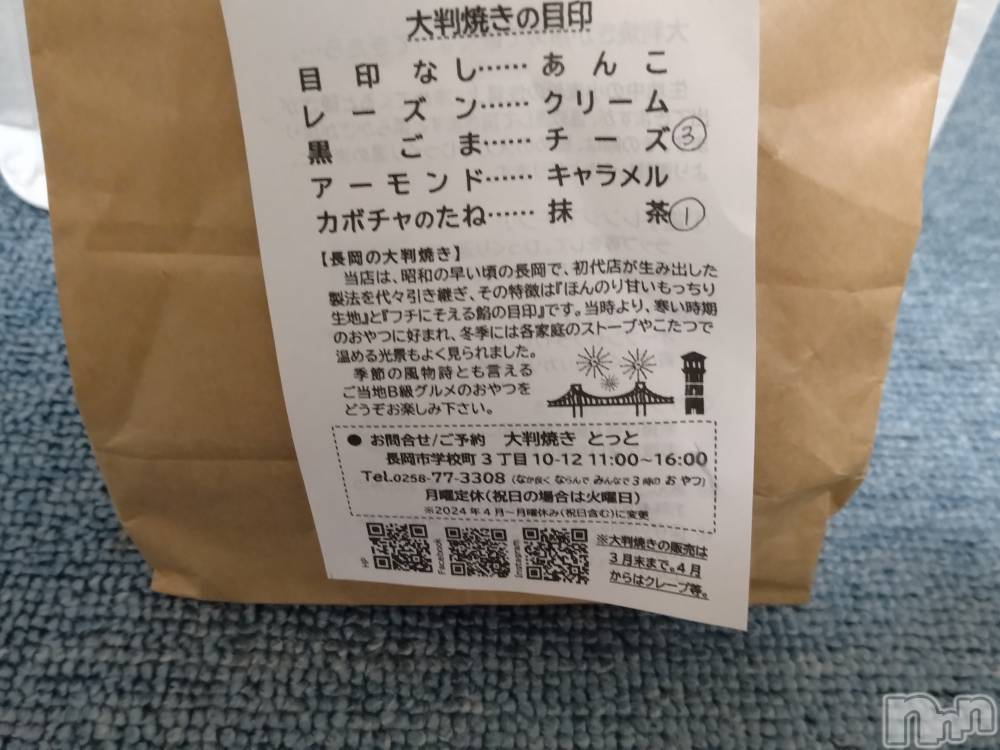 大判焼きの目印
目印なし……あんこ
レーズン……クリーム
黒ごま……チーズ③
アーモンド……キャラメル
カボチャのたね……抹茶①
【長岡の大判焼き】
当店は、昭和の早い頃の長岡で、初代店が生み出した
製法を代々引き継ぎ、その特徴は『ほんのり甘いもっちり
生地』と『フチにそえる餡の目印』です。当時より、寒い時期
のおやつに好まれ、冬季には各家庭のストーブやこたつで
温める光景もよく見られました。
季節の風物詩とも言える
ご当地B級グルメのおやつを
どうぞお楽しみ下さい。
● お問合せ/ご予約 大判焼き とっと
長岡市学校町3丁目10-12 11:00~16:00
Tel.0258-77-3308 (なか良く ならんで みんなで3時の お やつ)
月曜定休(祝日の場合は火曜日)
※2024年4月~月曜休み(祝日含む)に変更
HP
Facebook
Instagram
※大判焼きの販売は
3月末まで。4月
からはクレープ等。
nnn